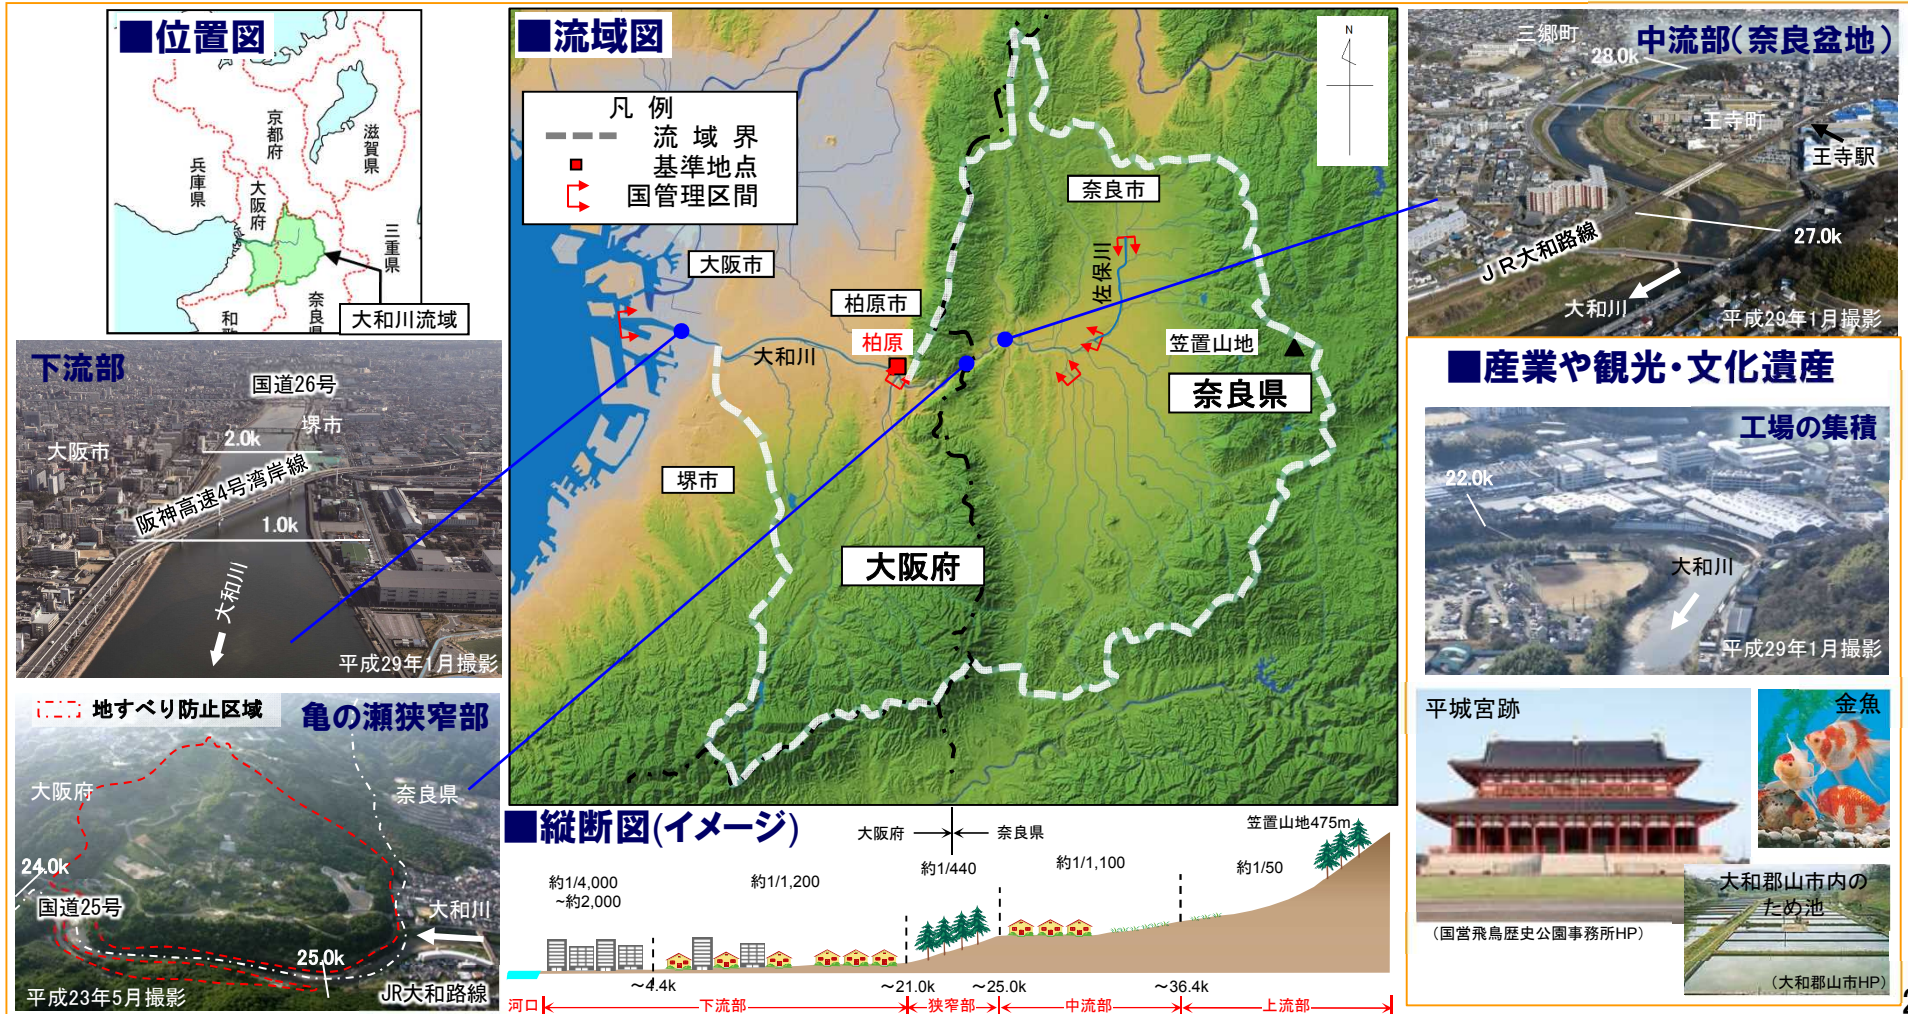 ■位置図
京都府
滋賀県
兵庫県
大阪府
三重県
奈良県
大和川流域
■流域図
凡 例
流 域 界
基準地点
国管理区間
N
奈良市
大阪市
柏原市
柏原
大和川
佐保川
笠置山地
奈良県
堺市
大阪府
中流部(奈良盆地)
三郷町
28.0k
王寺町
王寺駅
27.0k
JR大和路線
大和川
平成29年1月撮影
下流部
国道26号
堺市
大阪市
2.0k
阪神高速4号湾岸線
1.0k
大和川
平成29年1月撮影
地すべり防止区域
亀の瀬狭窄部
大阪府
奈良県
24.0k
国道25号
大和川
25.0k
平成23年5月撮影
JR大和路線
■縦断図(イメージ)
大阪府
奈良県
笠置山地475m
約1/4,000
~約2,000
約1/1,200
約1/440
約1/1,100
約1/50
～4.4k
～21.0k
～25.0k
～36.4k
河口
下流部
狭窄部
中流部
上流部
■産業や観光・文化遺産
工場の集積
22.0k
大和川
平成29年1月撮影
平城宮跡
(国営飛鳥歴史公園事務所HP)
金魚
大和郡山市内の
ため池
(大和郡山市HP)